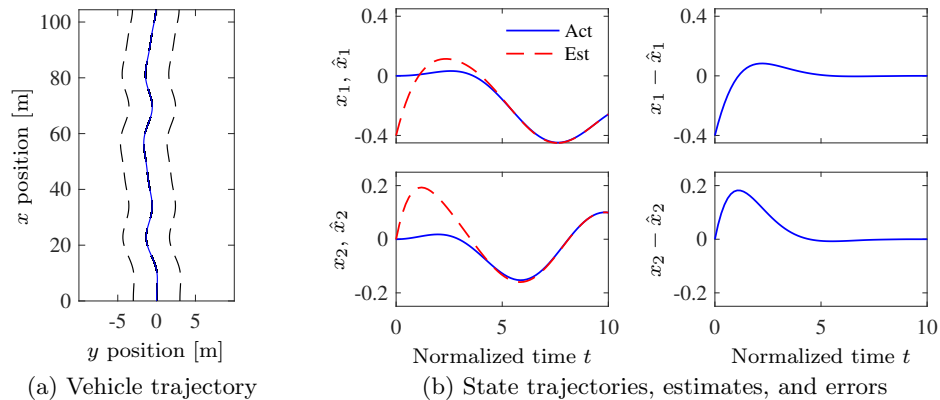 100
80
60
40
20
0
-5
0
5
x position [m]
y position [m]
(a) Vehicle trajectory
0.4
0
-0.4
x₁, x̂₁
Act
Est
0.4
0
-0.4
x₁ − x̂₁
0.2
0
-0.2
x₂, x̂₂
0
5
10
Normalized time t
0.2
0
-0.2
x₂ − x̂₂
0
5
10
Normalized time t
(b) State trajectories, estimates, and errors